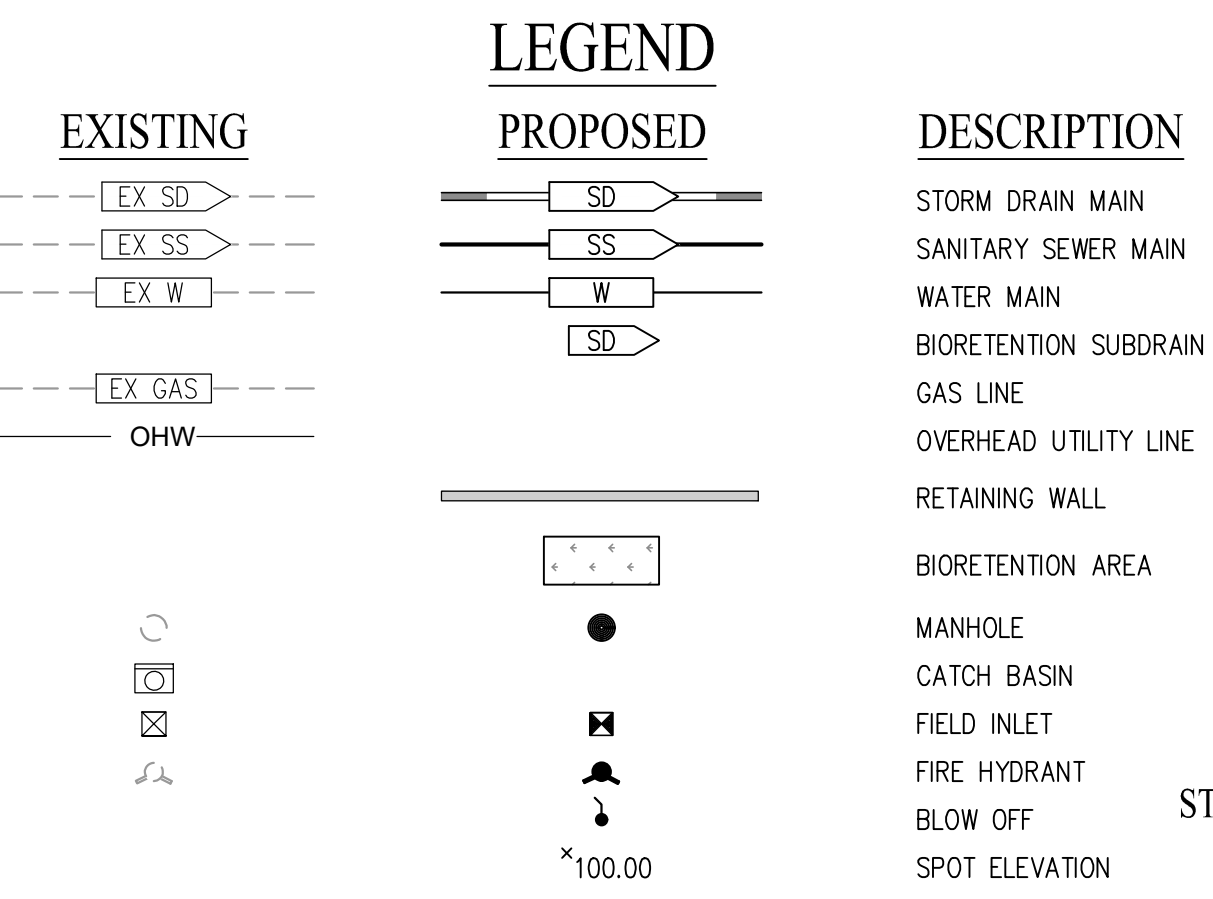 LEGEND
EXISTING PROPOSED DESCRIPTION
EX SD SD STORM DRAIN MAIN
EX SS SS SANITARY SEWER MAIN
EX W W WATER MAIN
SD BIORETENTION SUBDRAIN
EX GAS GAS LINE
OHW OVERHEAD UTILITY LINE
RETAINING WALL
BIORETENTION AREA
MANHOLE
CATCH BASIN
FIELD INLET
FIRE HYDRANT
ST
BLOW OFF
×100.00 SPOT ELEVATION